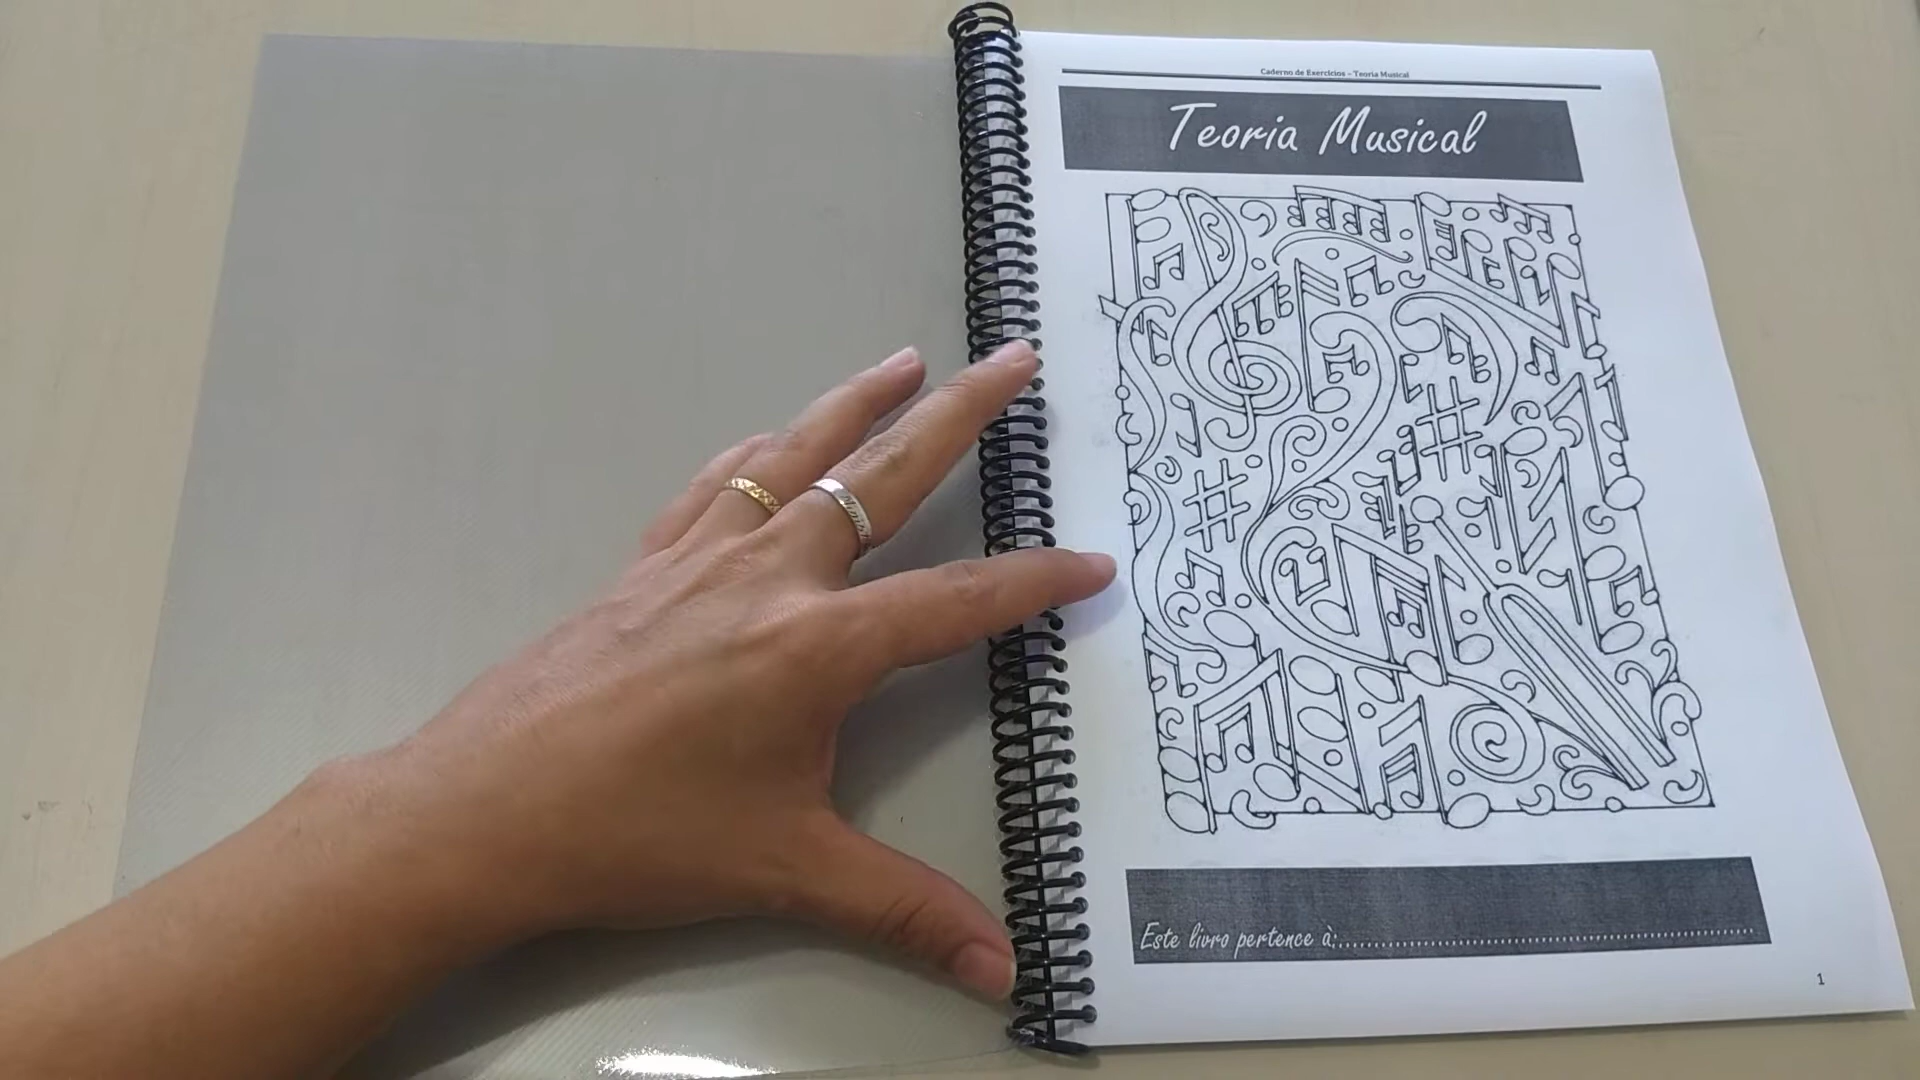 Caderno de Exercícios – Teoria Musical
Teoria Musical
Este livro pertence à:..............................................................................
1